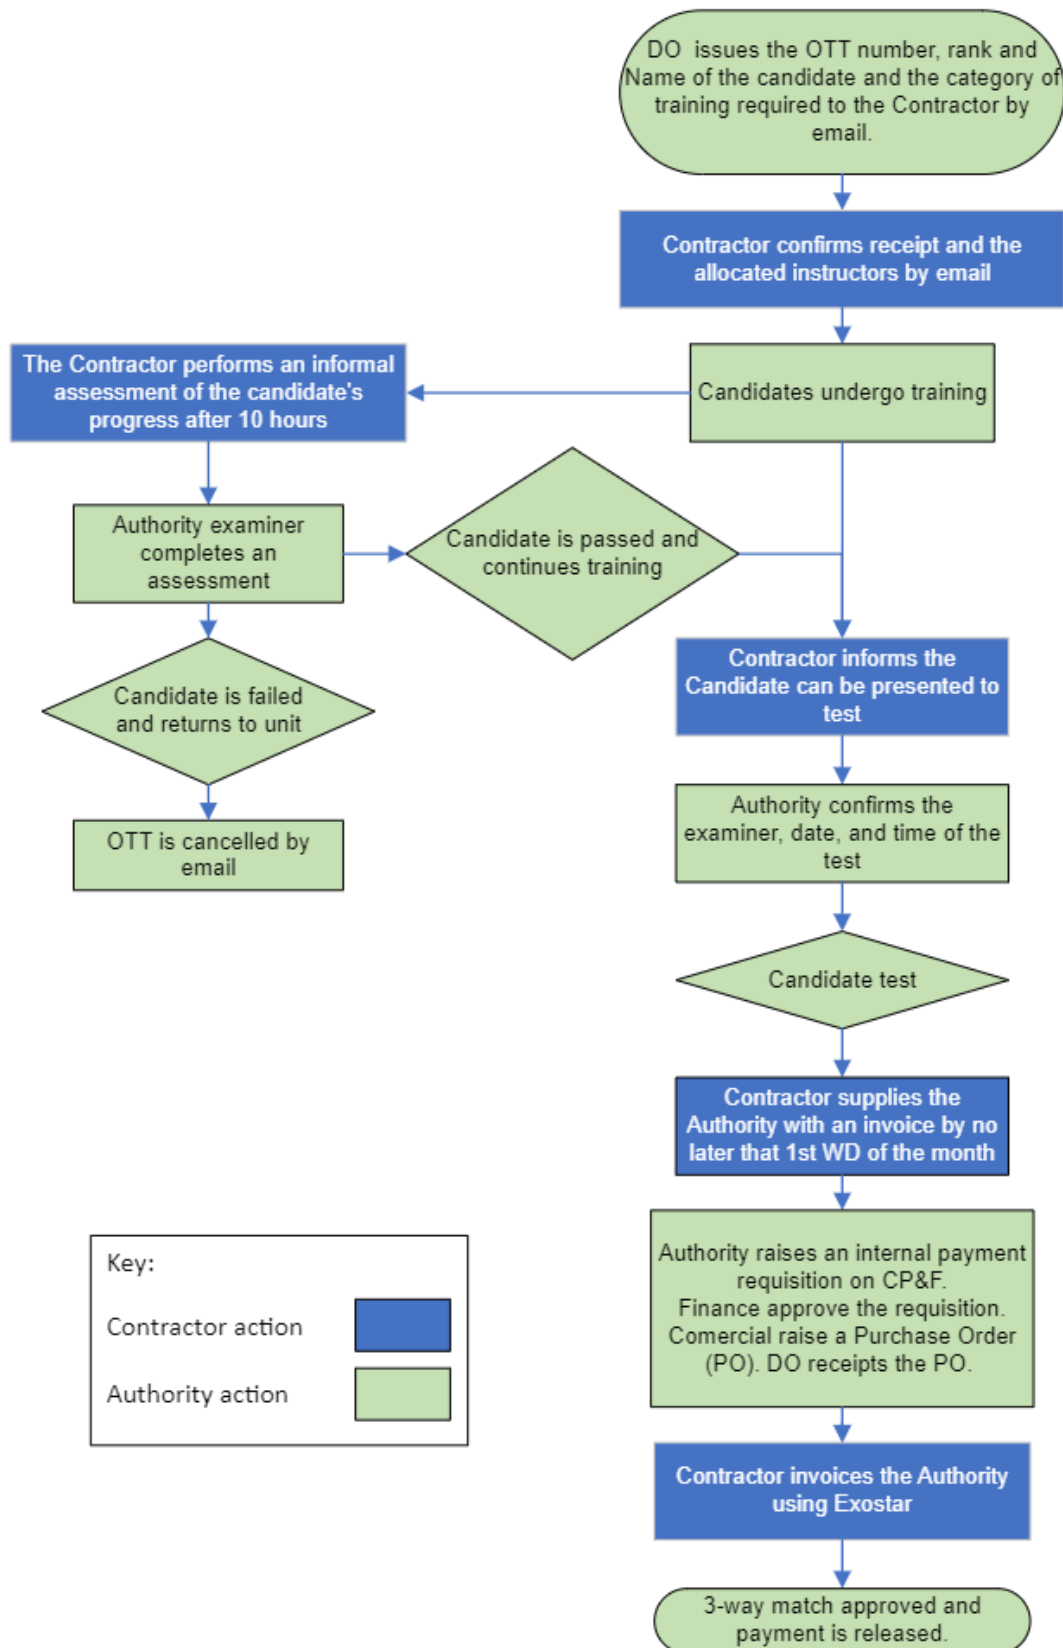 DO issues the OTT number, rank and
Name of the candidate and the category of
training required to the Contractor by
email.
Contractor confirms receipt and the
allocated instructors by email
Candidates undergo training
The Contractor performs an informal
assessment of the candidate's
progress after 10 hours
Authority examiner
completes an
assessment
Candidate is passed and
continues training
Candidate is failed
and returns to unit
OTT is cancelled by
email
Contractor informs the
Candidate can be presented to
test
Authority confirms the
examiner, date, and time of the
test
Candidate test
Contractor supplies the
Authority with an invoice by no
later that 1st WD of the month
Authority raises an internal payment
requisition on CP&F.
Finance approve the requisition.
Comercial raise a Purchase Order
(PO). DO receipts the PO.
Contractor invoices the Authority
using Exostar
3-way match approved and
payment is released.
Key:
Contractor action
Authority action